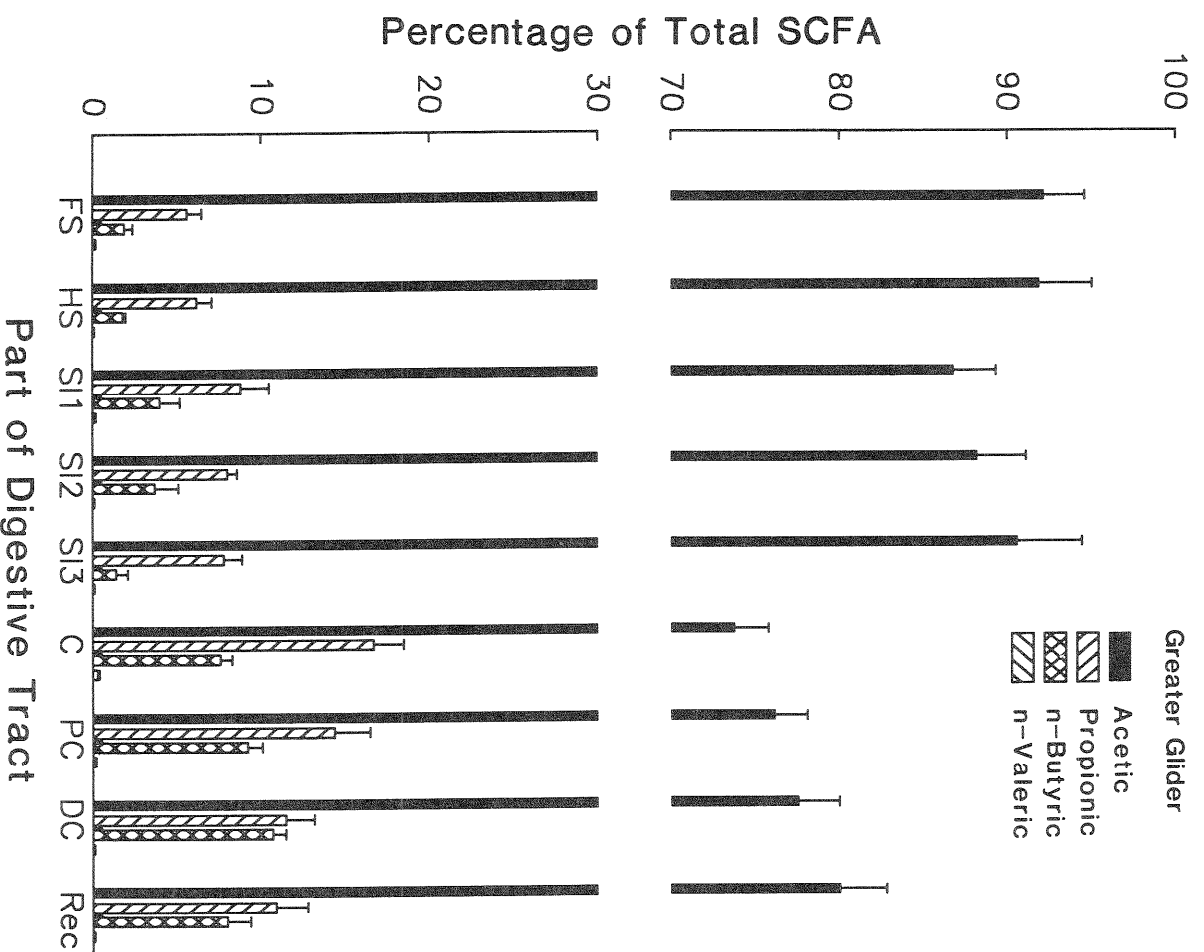 Percentage of Total SCFA
100
90
80
70
30
20
10
0
Greater Glider
Acetic
Propionic
n-Butyric
n-Valeric
FS HS SI1 SI2 SI3 C PC DC Rec
Part of Digestive Tract